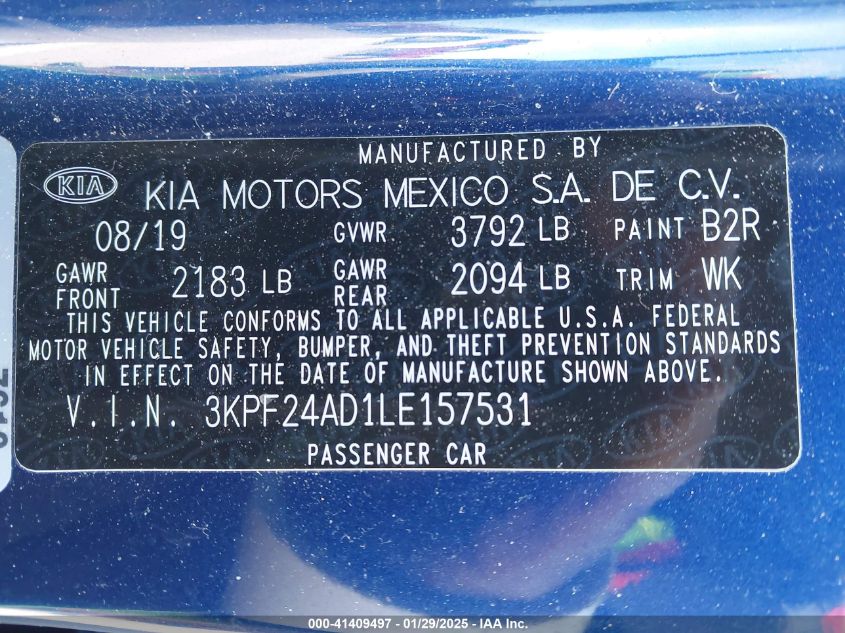 MANUFACTURED BY
KIA KIA MOTORS MEXICO S.A. DE C.V.
08/19 GVWR 3792 LB PAINT B2R
GAWR FRONT 2183 LB GAWR REAR 2094 LB TRIM WK
THIS VEHICLE CONFORMS TO ALL APPLICABLE U.S.A. FEDERAL
MOTOR VEHICLE SAFETY, BUMPER, AND THEFT PREVENTION STANDARDS
IN EFFECT ON THE DATE OF MANUFACTURE SHOWN ABOVE.
V.I.N. 3KPF24AD1LE157531
PASSENGER CAR
000-41409497 - 01/29/2025 - IAA Inc.